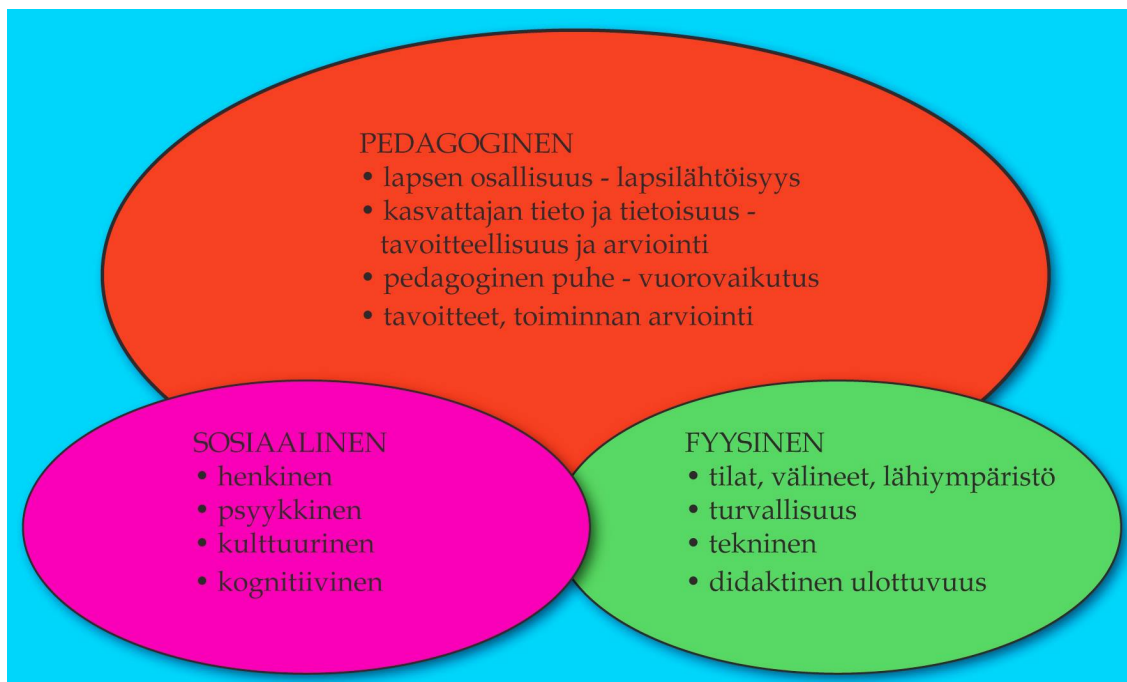 PEDAGOGINEN
• lapsen osallisuus - lapsilähtöisyys
• kasvattajan tieto ja tietoisuus -
tavoitteellisuus ja arviointi
• pedagoginen puhe - vuorovaikutus
• tavoitteet, toiminnan arviointi
SOSIAALINEN
• henkinen
• psyykkinen
• kulttuurinen
• kognitiivinen
FYYSINEN
• tilat, välineet, lähiympäristö
• turvallisuus
• tekninen
• didaktinen ulottuvuus